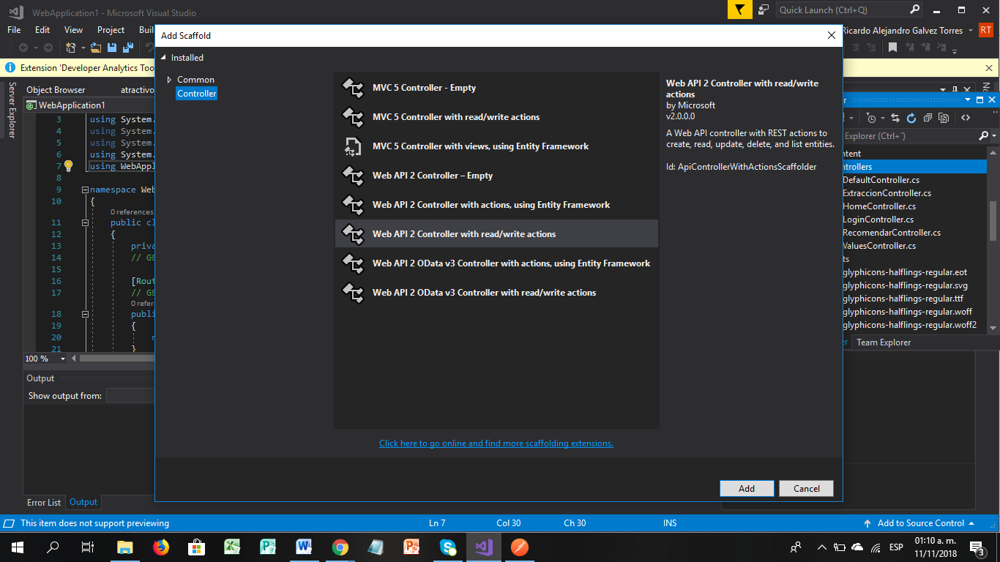 WebApplication1 - Microsoft Visual Studio
Quick Launch (Ctrl+Q)
File Edit View Project Buil
Ricardo Alejandro Galvez Torres
RT
Extension 'Developer Analytics Too
Server Explorer
Object Browser
atractivo
WebApplication1
3 using System.
4 using System.
5 using System.
6 using System.
7 using WebAppl
8
9 namespace Web
10 {
0 references
11 public cl
12 {
13 priva
14 // GE
15
16 [Rout
17 // GE
0 refer
18 publi
19 {
20
21 }
100 %
Output
Show output from:
Error List Output
Add Scaffold
Installed
Common
Controller
MVC 5 Controller - Empty
MVC 5 Controller with read/write actions
MVC 5 Controller with views, using Entity Framework
Web API 2 Controller – Empty
Web API 2 Controller with actions, using Entity Framework
Web API 2 Controller with read/write actions
Web API 2 OData v3 Controller with actions, using Entity Framework
Web API 2 OData v3 Controller with read/write actions
Click here to go online and find more scaffolding extensions.
Web API 2 Controller with read/write
actions
by Microsoft
v2.0.0.0
A Web API controller with REST actions to
create, read, update, delete, and list entities.
Id: ApiControllerWithActionsScaffolder
Add Cancel
Explorer (Ctrl+´)
ntent
ntrollers
DefaultController.cs
ExtraccionController.cs
HomeController.cs
LoginController.cs
RecomendarController.cs
ValuesController.cs
ts
glyphicons-halflings-regular.eot
glyphicons-halflings-regular.svg
glyphicons-halflings-regular.ttf
glyphicons-halflings-regular.woff
glyphicons-halflings-regular.woff2
er Team Explorer
This item does not support previewing
Ln 7 Col 30 Ch 30 INS
Add to Source Control
ESP
01:10 a. m.
11/11/2018
3